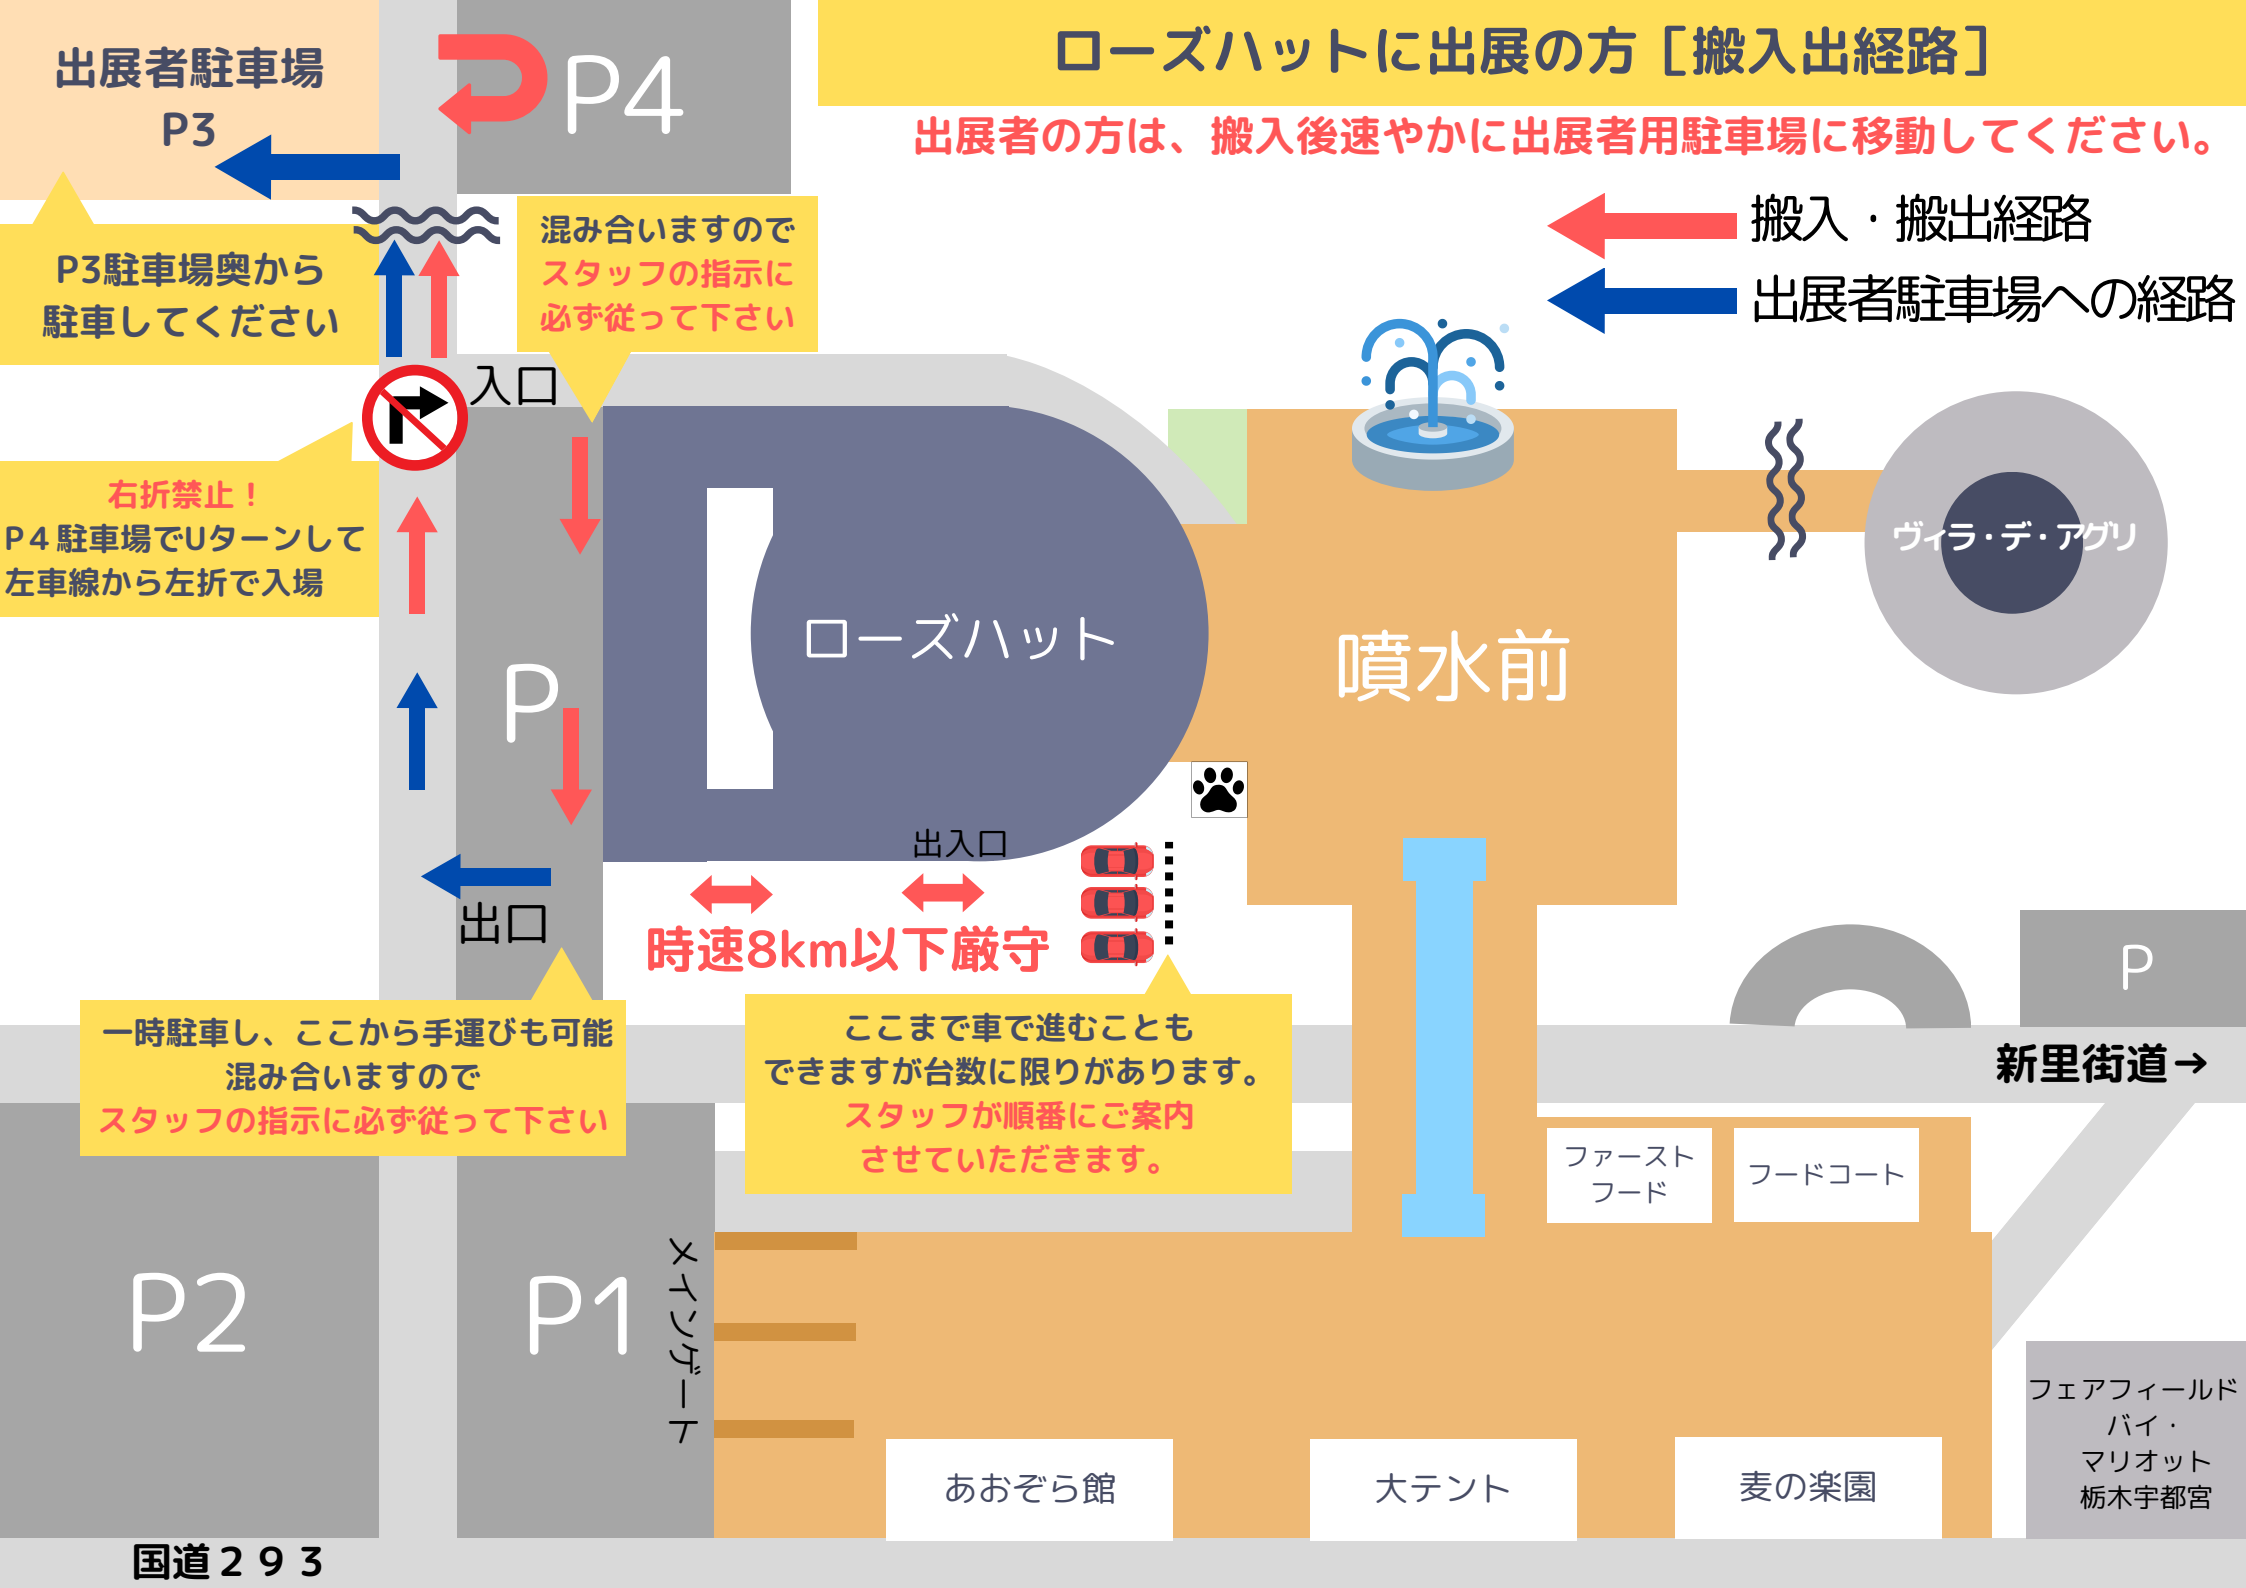 ローズハットに出展の方［搬入出経路］
出展者の方は、搬入後速やかに出展者用駐車場に移動してください。
搬入・搬出経路
出展者駐車場への経路
出展者駐車場
P3
P4
P3駐車場奥から
駐車してください
混み合いますので
スタッフの指示に
必ず従って下さい
入口
右折禁止！
P４駐車場でUターンして
左車線から左折で入場
P
ローズハット
噴水前
ヴィラ・デ・アグリ
出入口
出口
時速8km以下厳守
一時駐車し、ここから手運びも可能
混み合いますので
スタッフの指示に必ず従って下さい
ここまで車で進むことも
できますが台数に限りがあります。
スタッフが順番にご案内
させていただきます。
P
新里街道→
ファースト
フード
フードコート
P2
P1
メインゲート
あおぞら館
大テント
麦の楽園
フェアフィールド
バイ・
マリオット
栃木宇都宮
国道２９３